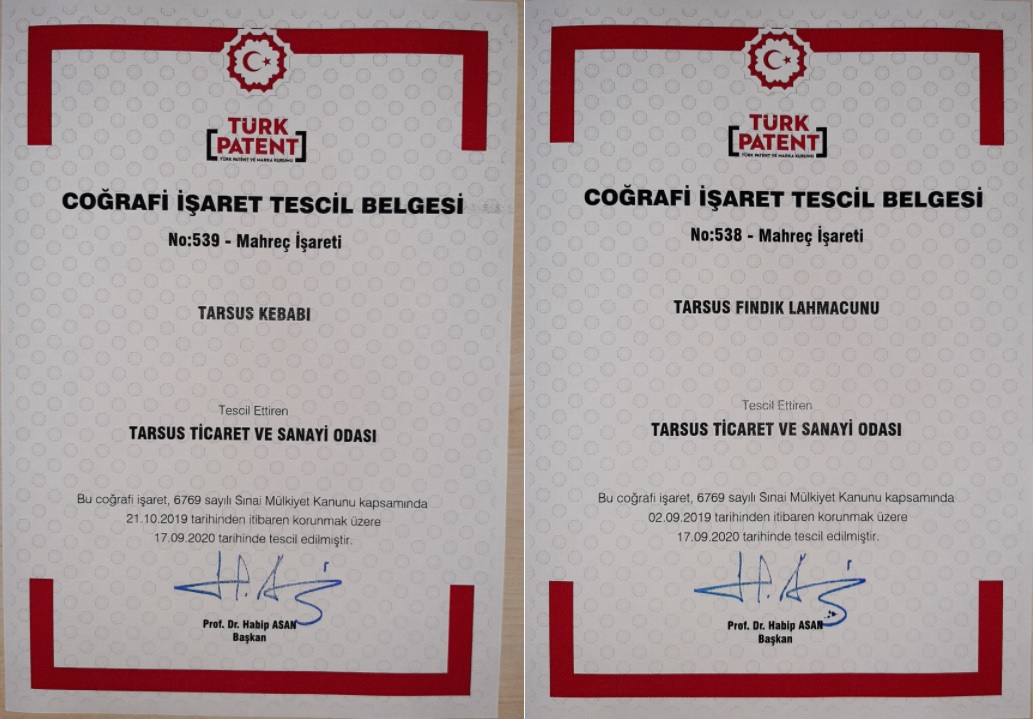 TÜRK
PATENT
TÜRK PATENT VE MARKA KURUMU
COĞRAFİ İŞARET TESCİL BELGESİ
No:539 - Mahreç İşareti
TARSUS KEBABI
Tescil Ettiren
TARSUS TİCARET VE SANAYİ ODASI
Bu coğrafi işaret, 6769 sayılı Sınai Mülkiyet Kanunu kapsamında
21.10.2019 tarihinden itibaren korunmak üzere
17.09.2020 tarihinde tescil edilmiştir.
Prof. Dr. Habip ASAN
Başkan
TÜRK
PATENT
TÜRK PATENT VE MARKA KURUMU
COĞRAFİ İŞARET TESCİL BELGESİ
No:538 - Mahreç İşareti
TARSUS FINDIK LAHMACUNU
Tescil Ettiren
TARSUS TİCARET VE SANAYİ ODASI
Bu coğrafi işaret, 6769 sayılı Sınai Mülkiyet Kanunu kapsamında
02.09.2019 tarihinden itibaren korunmak üzere
17.09.2020 tarihinde tescil edilmiştir.
Prof. Dr. Habip ASAN
Başkan